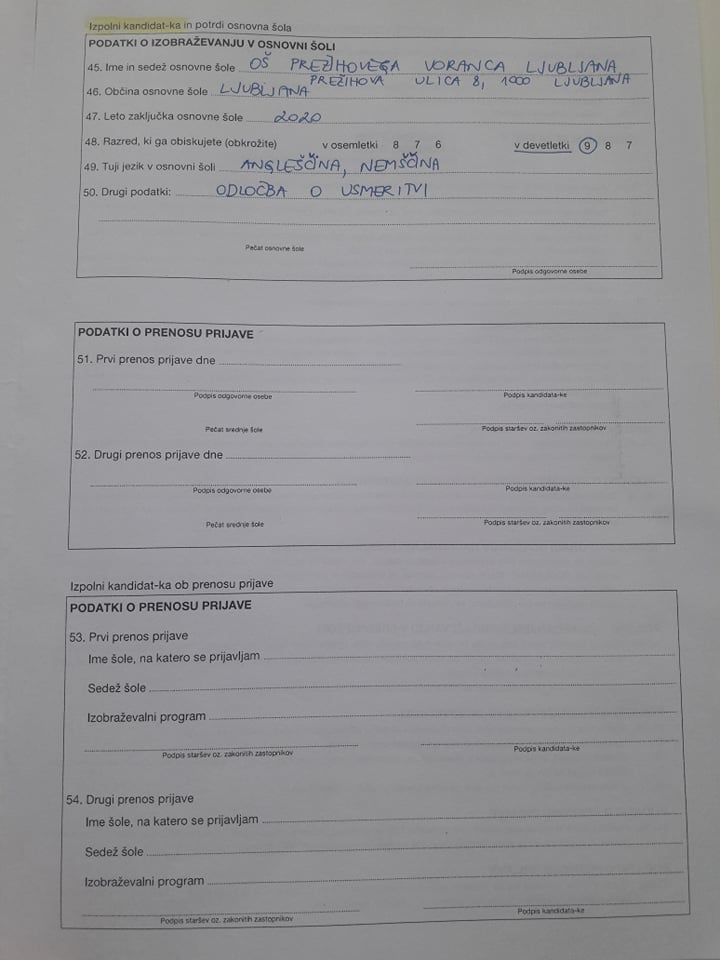 Izpolni kandidat-ka in potrdi osnovna šola
PODATKI O IZOBRAŽEVANJU V OSNOVNI ŠOLI
45. Ime in sedež osnovne šole OŠ PREŽIHOVEGA VORANCA LJUBLJANA
PREŽIHOVA ULICA 8, 1000 LJUBLJANA
46. Občina osnovne šole LJUBLJANA
47. Leto zaključka osnovne šole 2020
48. Razred, ki ga obiskujete (obkrožite) v osemletki 8 7 6 v devetletki 9 8 7
49. Tuji jezik v osnovni šoli ANGLEŠČINA, NEMŠČINA
50. Drugi podatki: ODLOČBA O USMERITVI
Pečat osnovne šole
Podpis odgovorne osebe
PODATKI O PRENOSU PRIJAVE
51. Prvi prenos prijave dne
Podpis odgovorne osebe Podpis kandidata-ke
Pečat srednje šole Podpis staršev oz. zakonitih zastopnikov
52. Drugi prenos prijave dne
Podpis odgovorne osebe Podpis kandidata-ke
Pečat srednje šole Podpis staršev oz. zakonitih zastopnikov
Izpolni kandidat-ka ob prenosu prijave
PODATKI O PRENOSU PRIJAVE
53. Prvi prenos prijave
Ime šole, na katero se prijavljam
Sedež šole
Izobraževalni program
Podpis staršev oz. zakonitih zastopnikov Podpis kandidata-ke
54. Drugi prenos prijave
Ime šole, na katero se prijavljam
Sedež šole
Izobraževalni program
Podpis staršev oz. zakonitih zastopnikov Podpis kandidata-ke